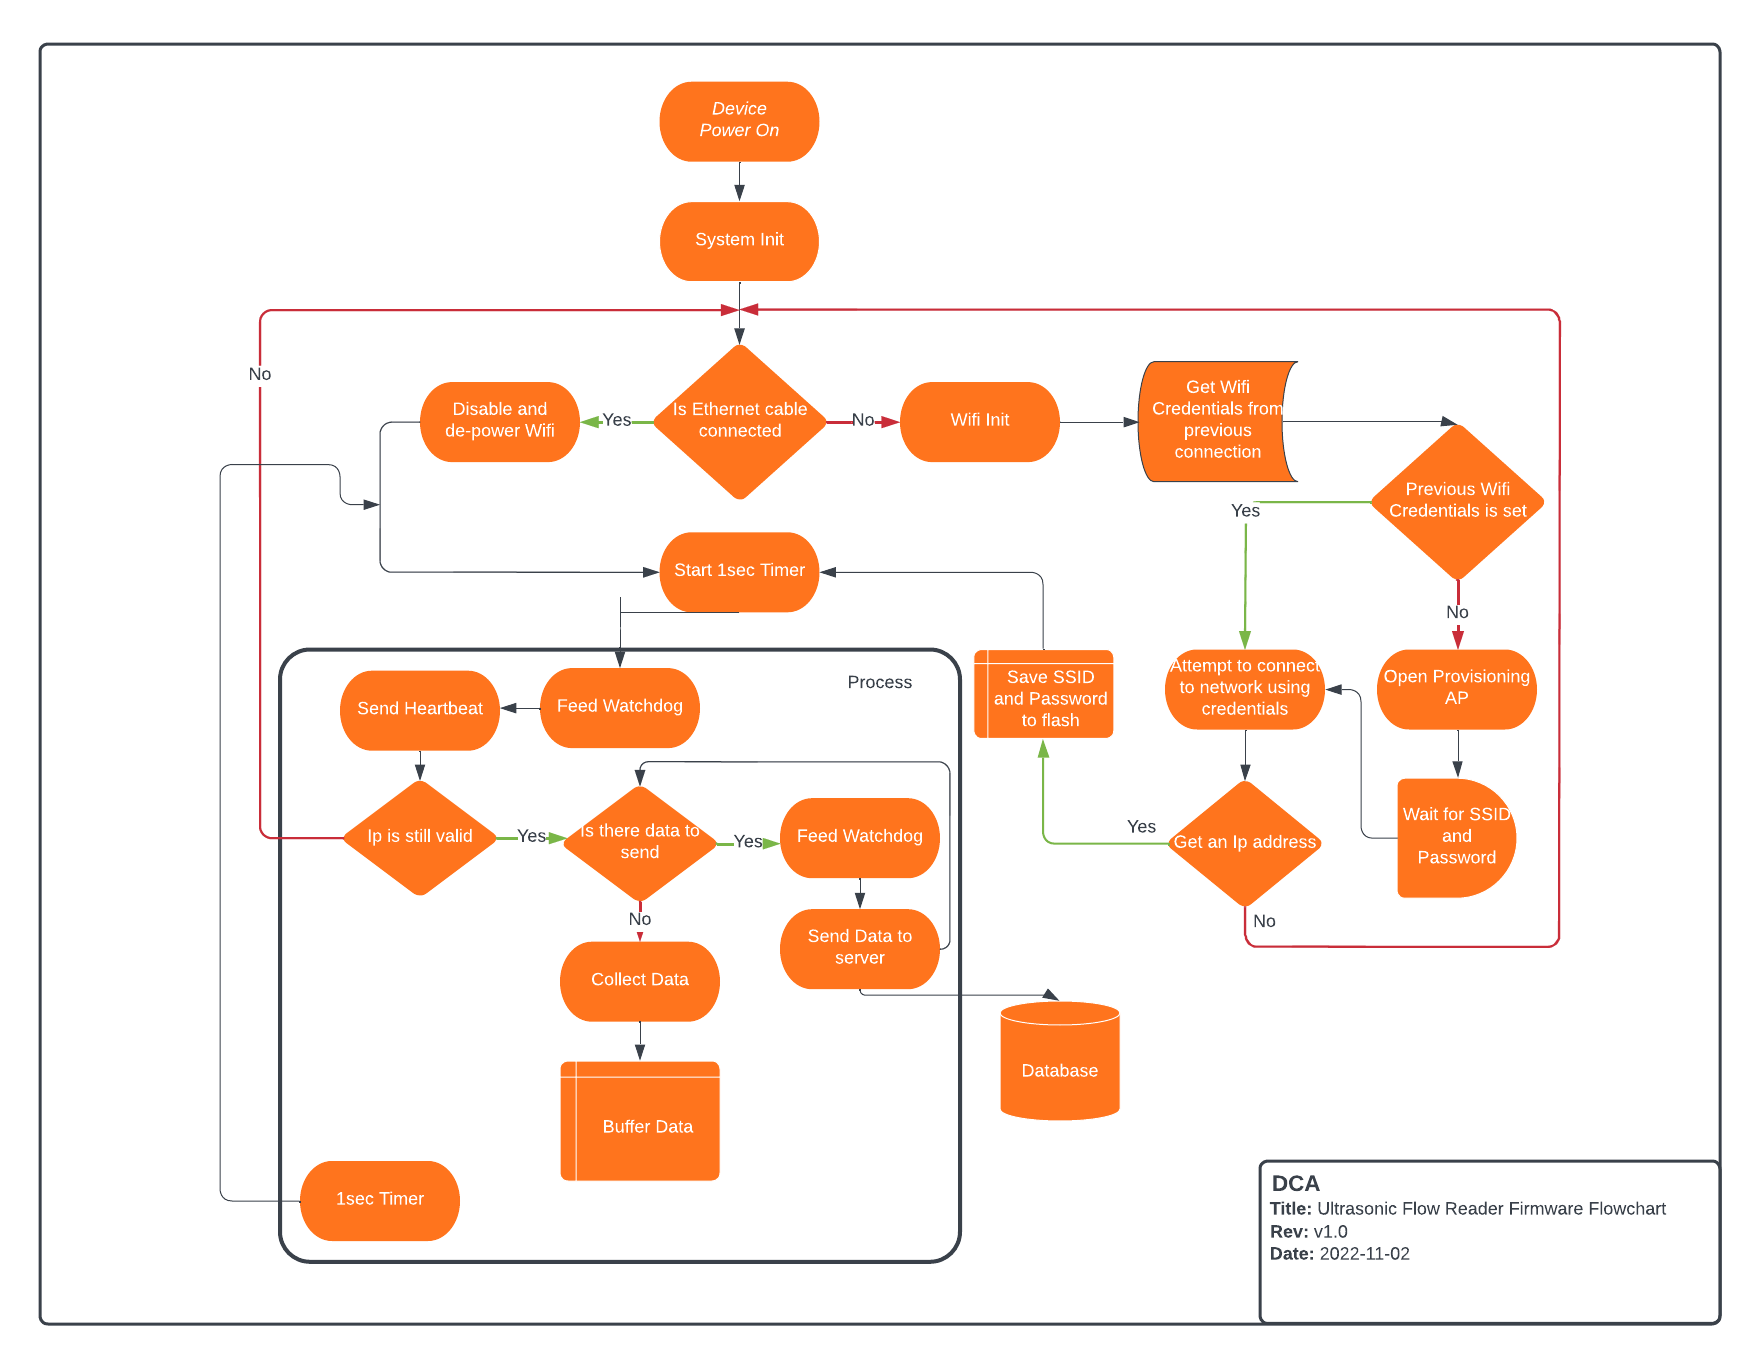 Device
Power On
System Init
No
Disable and
de-power Wifi
Yes
Is Ethernet cable
connected
No
Wifi Init
Get Wifi
Credentials from
previous
connection
Previous Wifi
Credentials is set
Yes
No
Start 1sec Timer
Process
Send Heartbeat
Feed Watchdog
Save SSID
and Password
to flash
Attempt to connect
to network using
credentials
Open Provisioning
AP
Ip is still valid
Yes
Is there data to
send
Yes
Feed Watchdog
Yes
Get an Ip address
Wait for SSID
and
Password
No
No
Send Data to
server
Collect Data
Database
Buffer Data
1sec Timer
DCA
Title: Ultrasonic Flow Reader Firmware Flowchart
Rev: v1.0
Date: 2022-11-02